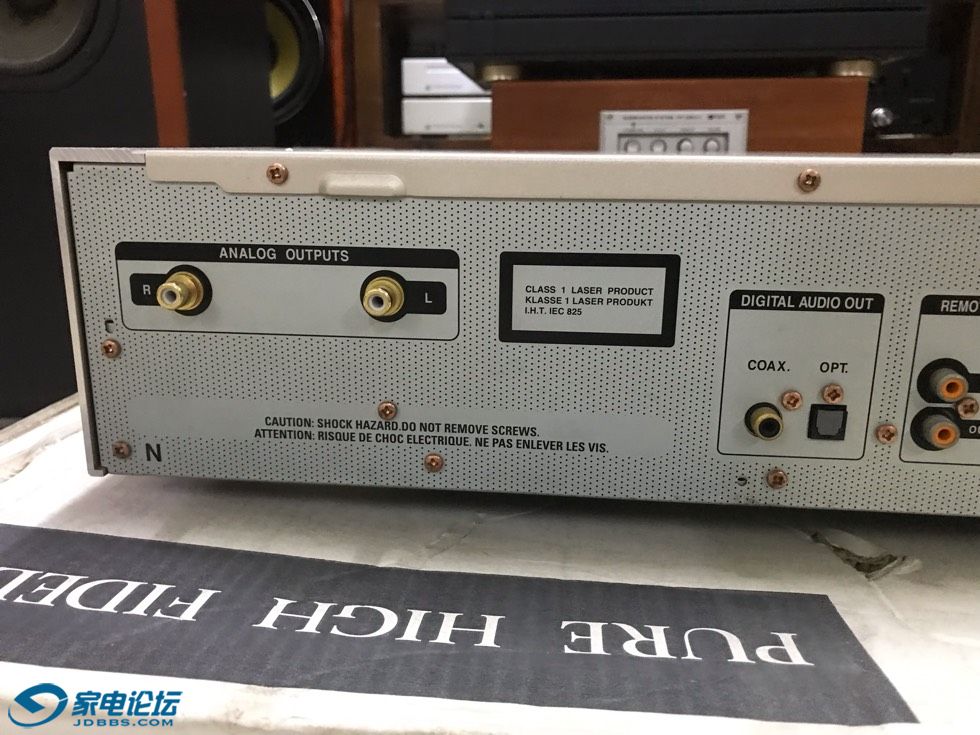 ANALOG OUTPUTS
R
L
CLASS 1 LASER PRODUCT
KLASSE 1 LASER PRODUKT
I.H.T. IEC 825
DIGITAL AUDIO OUT
COAX. OPT.
REMO
CAUTION: SHOCK HAZARD.DO NOT REMOVE SCREWS.
ATTENTION: RISQUE DE CHOC ELECTRIQUE. NE PAS ENLEVER LES VIS.
N
PURE HIGH FIDEL
家电论坛
JDBBS.COM